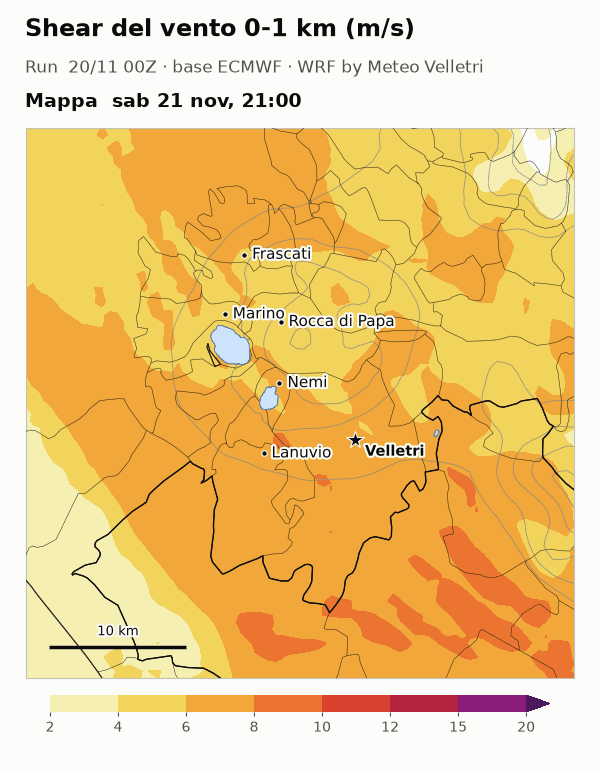 Shear del vento 0-1 km (m/s)
Run  20/11 00Z · base ECMWF · WRF by Meteo Velletri
Mappa  sab 21 nov, 21:00
Frascati
Marino
Rocca di Papa
Nemi
Velletri
Lanuvio
10 km
2 4 6 8 10 12 15 20